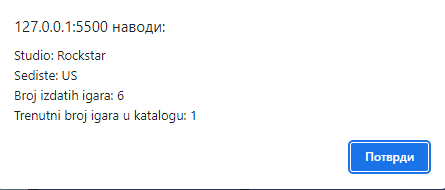 127.0.0.1:5500 наводи:
Studio: Rockstar
Sediste: US
Broj izdatih igara: 6
Trenutni broj igara u katalogu: 1
Потврди